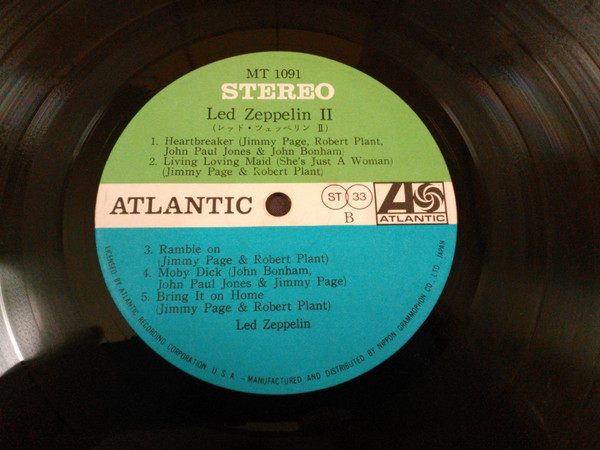 MT 1091
STEREO
Led Zeppelin II
(レッド・ツェッペリン II)
1. Heartbreaker (Jimmy Page, Robert Plant,
John Paul Jones & John Bonham)
2. Living Loving Maid (She's Just A Woman)
(Jimmy Page & Robert Plant)
ATLANTIC
ST 33
B
ATLANTIC
3. Ramble on
(Jimmy Page & Robert Plant)
4. Moby Dick (John Bonham,
John Paul Jones & Jimmy Page)
5. Bring It on Home
(Jimmy Page & Robert Plant)
Led Zeppelin
LICENSED BY ATLANTIC RECORDING CORPORATION U. S. A. — MANUFACTURED AND DISTRIBUTED BY NIPPON GRAMMOPHON CO. LTD. JAPAN